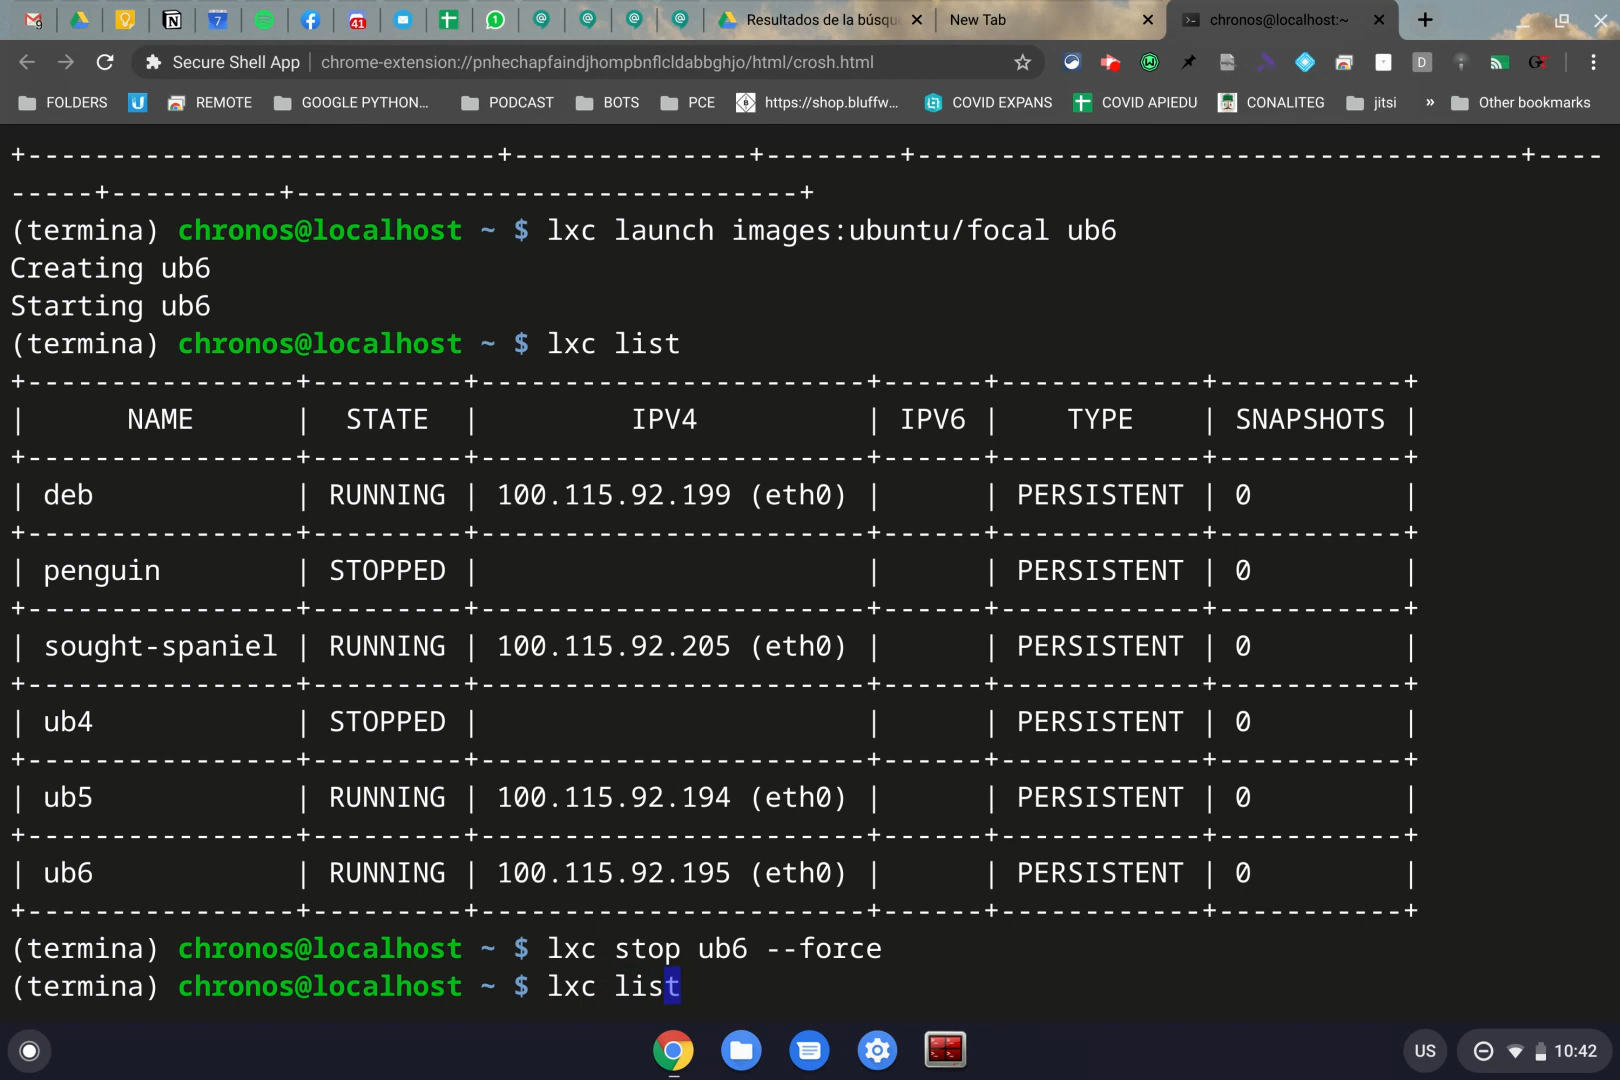 9
7
41
1
Resultados de la búsqu
New Tab
chronos@localhost:~
Secure Shell App | chrome-extension://pnhechapfaindjhompbnflcldabbghjo/html/crosh.html
FOLDERS
REMOTE
GOOGLE PYTHON...
PODCAST
BOTS
PCE
https://shop.bluffw...
COVID EXPANS
COVID APIEDU
CONALITEG
jitsi
»
Other bookmarks
+----------------------------+--------------+--------+------------------------------------+----
-----+----------+------------------------------+
(termina) chronos@localhost ~ $ lxc launch images:ubuntu/focal ub6
Creating ub6
Starting ub6
(termina) chronos@localhost ~ $ lxc list
+----------------+---------+-----------------------+------+------------+-----------+
|      NAME      |  STATE  |         IPV4          | IPV6 |    TYPE    | SNAPSHOTS |
+----------------+---------+-----------------------+------+------------+-----------+
| deb            | RUNNING | 100.115.92.199 (eth0) |      | PERSISTENT | 0         |
+----------------+---------+-----------------------+------+------------+-----------+
| penguin        | STOPPED |                       |      | PERSISTENT | 0         |
+----------------+---------+-----------------------+------+------------+-----------+
| sought-spaniel | RUNNING | 100.115.92.205 (eth0) |      | PERSISTENT | 0         |
+----------------+---------+-----------------------+------+------------+-----------+
| ub4            | STOPPED |                       |      | PERSISTENT | 0         |
+----------------+---------+-----------------------+------+------------+-----------+
| ub5            | RUNNING | 100.115.92.194 (eth0) |      | PERSISTENT | 0         |
+----------------+---------+-----------------------+------+------------+-----------+
| ub6            | RUNNING | 100.115.92.195 (eth0) |      | PERSISTENT | 0         |
+----------------+---------+-----------------------+------+------------+-----------+
(termina) chronos@localhost ~ $ lxc stop ub6 --force
(termina) chronos@localhost ~ $ lxc list
US
10:42